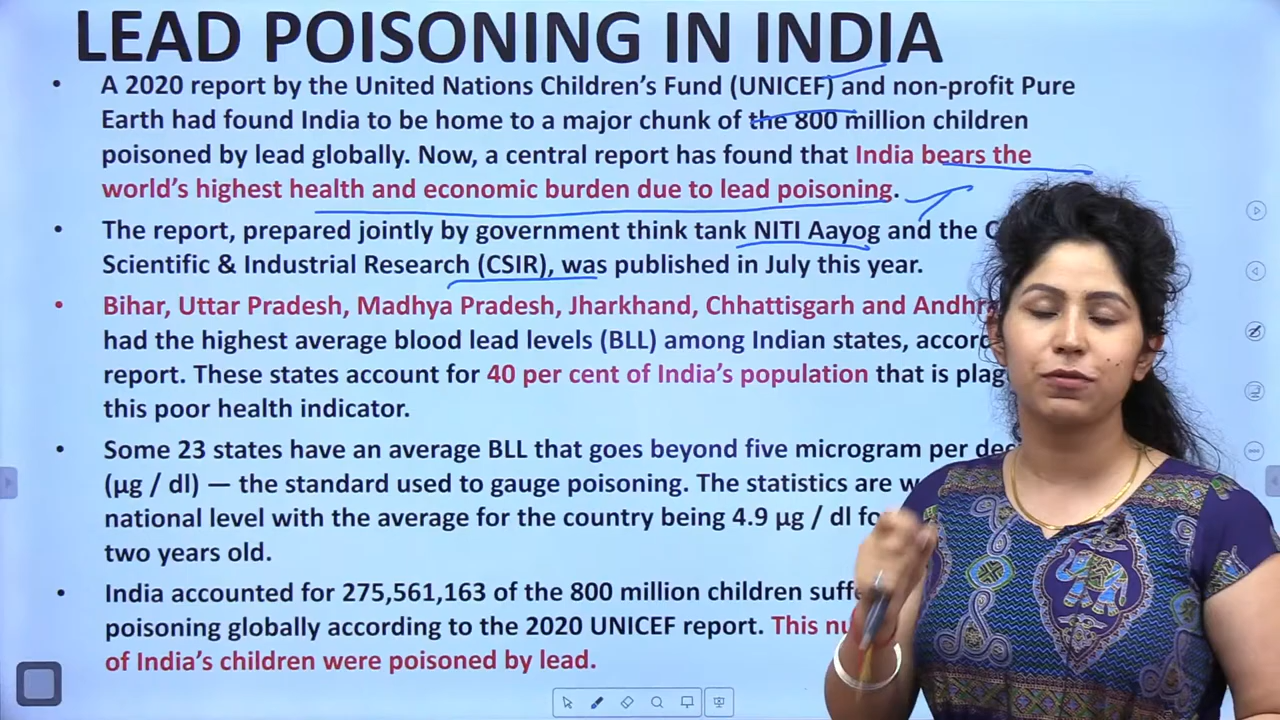 LEAD POISONING IN INDIA
• A 2020 report by the United Nations Children's Fund (UNICEF) and non-profit Pure
Earth had found India to be home to a major chunk of the 800 million children
poisoned by lead globally. Now, a central report has found that India bears the
world's highest health and economic burden due to lead poisoning.
• The report, prepared jointly by government think tank NITI Aayog and the
Scientific & Industrial Research (CSIR), was published in July this year.
• Bihar, Uttar Pradesh, Madhya Pradesh, Jharkhand, Chhattisgarh and
had the highest average blood lead levels (BLL) among Indian states,
report. These states account for 40 per cent of India's population that is
this poor health indicator.
• Some 23 states have an average BLL that goes beyond five microgram per
(µg / dl) — the standard used to gauge poisoning. The statistics are
national level with the average for the country being 4.9 µg / dl
two years old.
• India accounted for 275,561,163 of the 800 million children
poisoning globally according to the 2020 UNICEF report. This
of India's children were poisoned by lead.